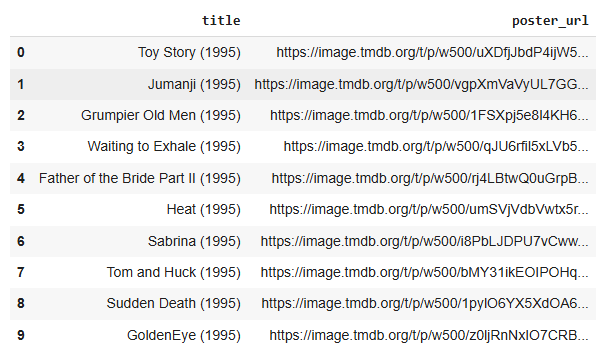 title poster_url
0 Toy Story (1995) https://image.tmdb.org/t/p/w500/uXDfjJbdP4ijW5...
1 Jumanji (1995) https://image.tmdb.org/t/p/w500/vgpXmVaVyUL7GG...
2 Grumpier Old Men (1995) https://image.tmdb.org/t/p/w500/1FSXpj5e8l4KH6...
3 Waiting to Exhale (1995) https://image.tmdb.org/t/p/w500/qJU6rfil5xLVb5...
4 Father of the Bride Part II (1995) https://image.tmdb.org/t/p/w500/rj4LBtwQ0uGrpB...
5 Heat (1995) https://image.tmdb.org/t/p/w500/umSVjVdbVwtx5r...
6 Sabrina (1995) https://image.tmdb.org/t/p/w500/i8PbLJDPU7vCww...
7 Tom and Huck (1995) https://image.tmdb.org/t/p/w500/bMY31ikEOIPOHq...
8 Sudden Death (1995) https://image.tmdb.org/t/p/w500/1pylO6YX5XdOA6...
9 GoldenEye (1995) https://image.tmdb.org/t/p/w500/z0ljRnNxIO7CRB...